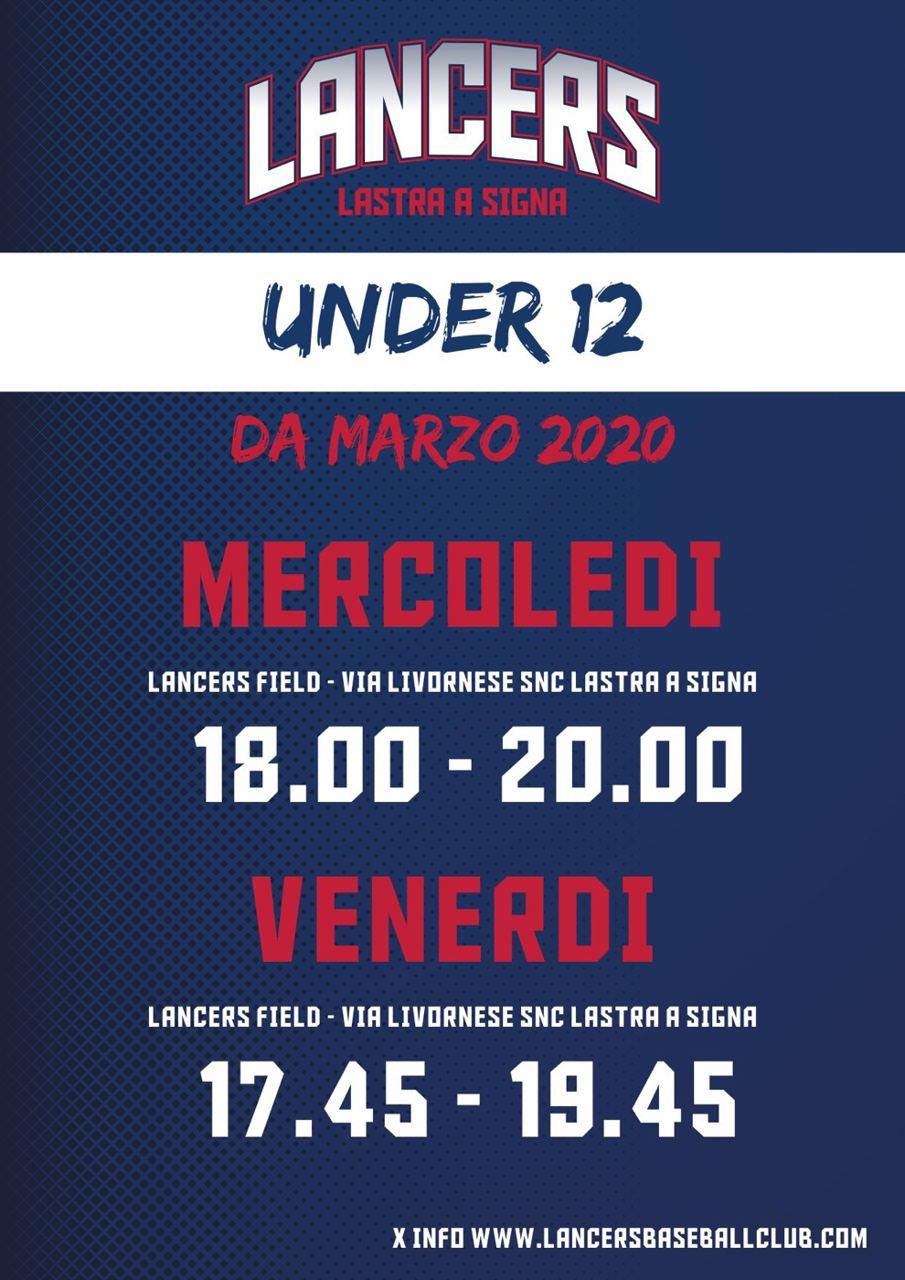 LANCERS
LASTRA A SIGNA
UNDER 12
DA MARZO 2020
MERCOLEDI
LANCERS FIELD - VIA LIVORNESE SNC LASTRA A SIGNA
18.00 - 20.00
VENERDI
LANCERS FIELD - VIA LIVORNESE SNC LASTRA A SIGNA
17.45 - 19.45
X INFO WWW.LANCERSBASEBALLCLUB.COM